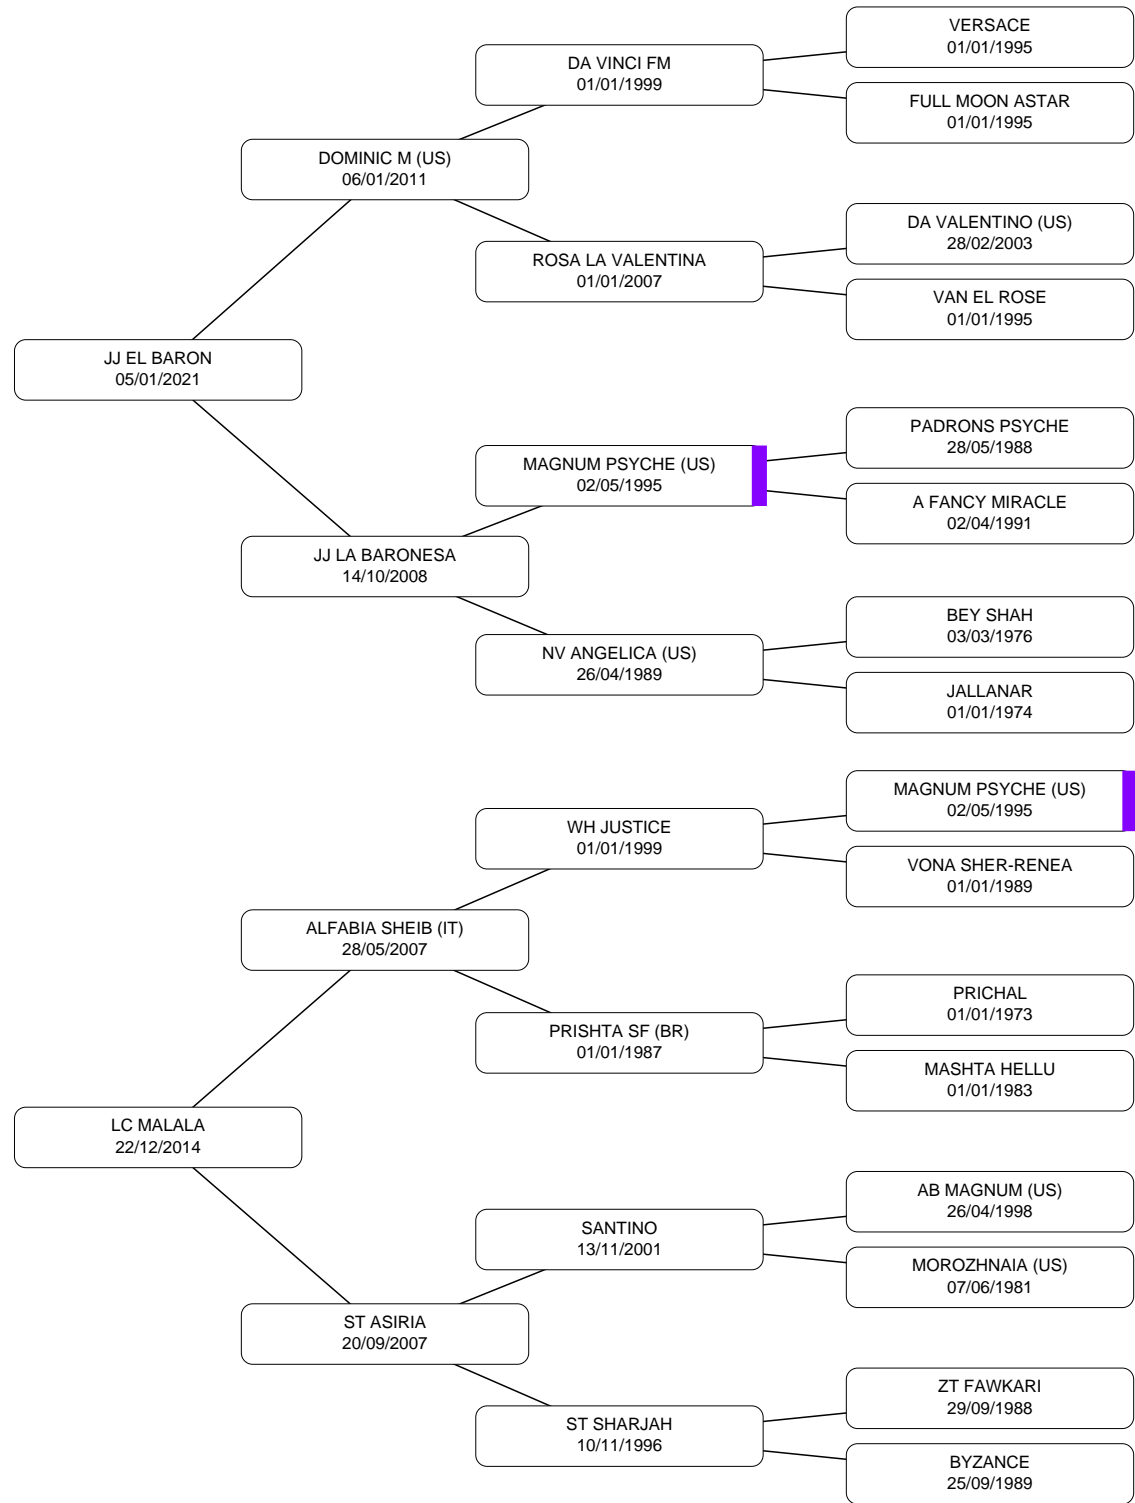 VERSACE
01/01/1995
DA VINCI FM
01/01/1999
FULL MOON ASTAR
01/01/1995
DOMINIC M (US)
06/01/2011
DA VALENTINO (US)
28/02/2003
ROSA LA VALENTINA
01/01/2007
VAN EL ROSE
01/01/1995
JJ EL BARON
05/01/2021
PADRONS PSYCHE
28/05/1988
MAGNUM PSYCHE (US)
02/05/1995
A FANCY MIRACLE
02/04/1991
JJ LA BARONESA
14/10/2008
BEY SHAH
03/03/1976
NV ANGELICA (US)
26/04/1989
JALLANAR
01/01/1974
MAGNUM PSYCHE (US)
02/05/1995
WH JUSTICE
01/01/1999
VONA SHER-RENEA
01/01/1989
ALFABIA SHEIB (IT)
28/05/2007
PRICHAL
01/01/1973
PRISHTA SF (BR)
01/01/1987
MASHTA HELLU
01/01/1983
LC MALALA
22/12/2014
AB MAGNUM (US)
26/04/1998
SANTINO
13/11/2001
MOROZHNAIA (US)
07/06/1981
ST ASIRIA
20/09/2007
ZT FAWKARI
29/09/1988
ST SHARJAH
10/11/1996
BYZANCE
25/09/1989